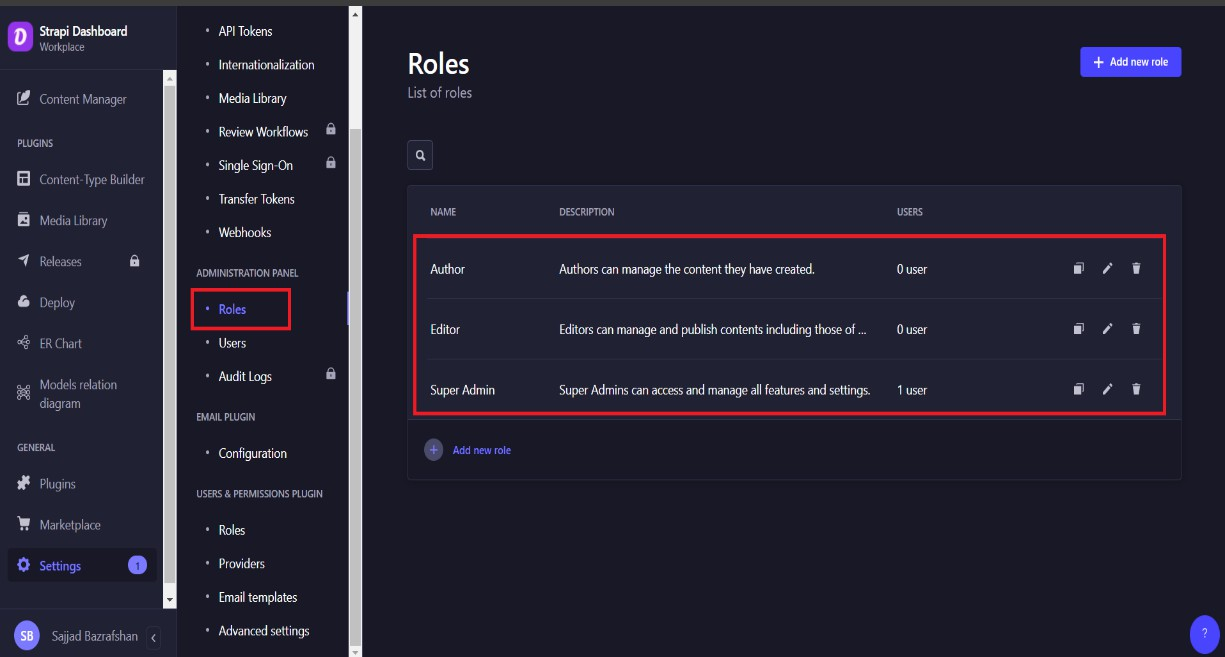 Strapi Dashboard
Workplace
Content Manager
PLUGINS
Content-Type Builder
Media Library
Releases
Deploy
ER Chart
Models relation
diagram
GENERAL
Plugins
Marketplace
Settings
1
SB
Sajjad Bazrafshan
API Tokens
Internationalization
Media Library
Review Workflows
Single Sign-On
Transfer Tokens
Webhooks
ADMINISTRATION PANEL
Roles
Users
Audit Logs
EMAIL PLUGIN
Configuration
USERS & PERMISSIONS PLUGIN
Roles
Providers
Email templates
Advanced settings
Roles
List of roles
+ Add new role
NAME DESCRIPTION USERS
Author Authors can manage the content they have created. 0 user
Editor Editors can manage and publish contents including those of ... 0 user
Super Admin Super Admins can access and manage all features and settings. 1 user
+ Add new role
?